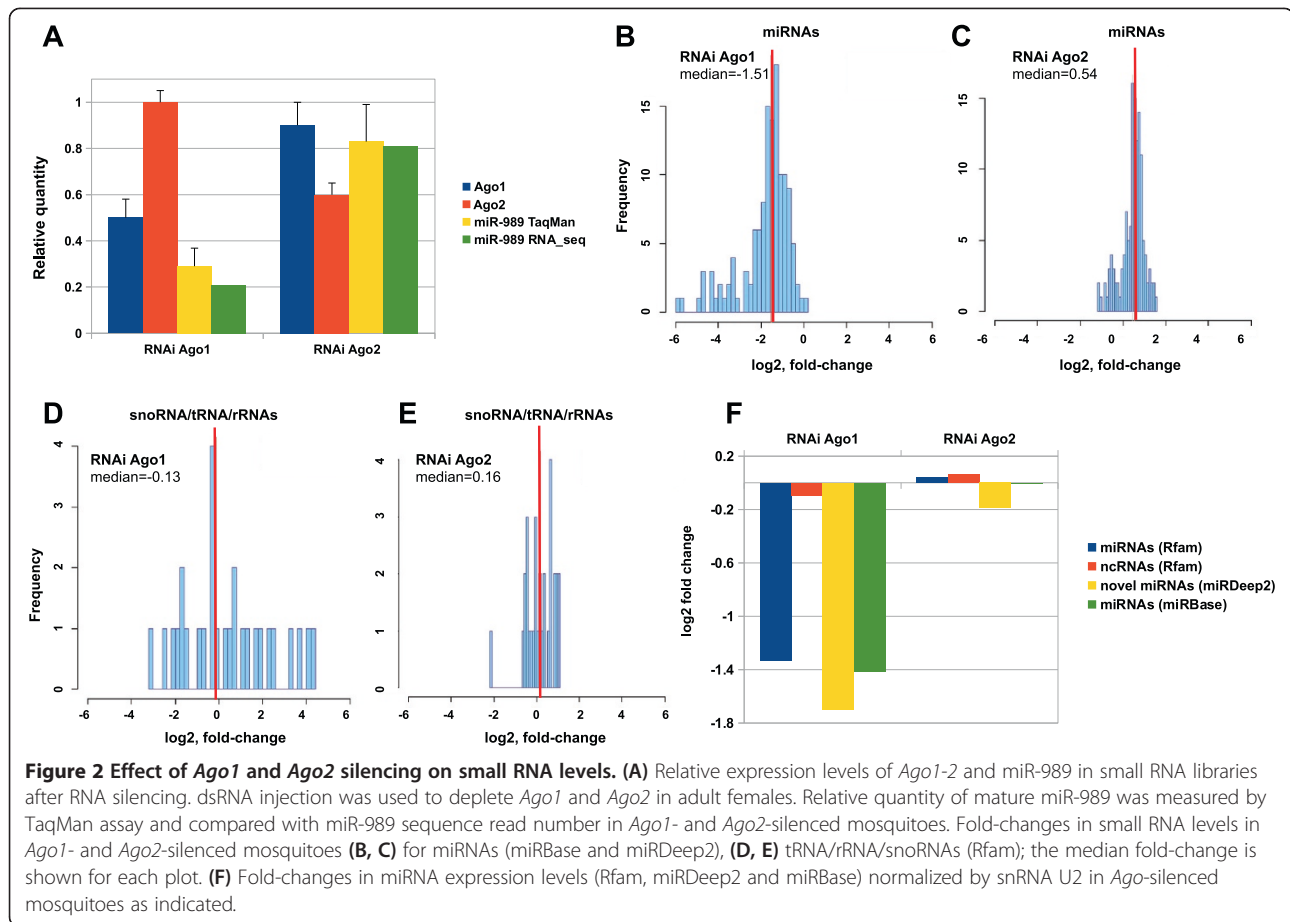 A
1
0.8
0.6
0.4
0.2
0
Relative quantity
RNAi Ago1
RNAi Ago2
Ago1
Ago2
miR-989 TaqMan
miR-989 RNA_seq
B
miRNAs
RNAi Ago1
median=-1.51
Frequency
0
5
10
15
-6
-4
-2
0
2
4
6
log2, fold-change
C
miRNAs
RNAi Ago2
median=0.54
0
5
10
15
-6
-4
-2
0
2
4
6
log2, fold-change
D
snoRNA/tRNA/rRNAs
RNAi Ago1
median=-0.13
Frequency
0
1
2
3
4
-6
-4
-2
0
2
4
6
log2, fold-change
E
snoRNA/tRNA/rRNAs
RNAi Ago2
median=0.16
0
1
2
3
4
-6
-4
-2
0
2
4
6
log2, fold-change
F
RNAi Ago1
RNAi Ago2
0.2
-0.2
-0.6
-1
-1.4
-1.8
log2 fold change
miRNAs (Rfam)
ncRNAs (Rfam)
novel miRNAs (miRDeep2)
miRNAs (miRBase)
Figure 2 Effect of Ago1 and Ago2 silencing on small RNA levels. (A) Relative expression levels of Ago1-2 and miR-989 in small RNA libraries
after RNA silencing. dsRNA injection was used to deplete Ago1 and Ago2 in adult females. Relative quantity of mature miR-989 was measured by
TaqMan assay and compared with miR-989 sequence read number in Ago1- and Ago2-silenced mosquitoes. Fold-changes in small RNA levels in
Ago1- and Ago2-silenced mosquitoes (B, C) for miRNAs (miRBase and miRDeep2), (D, E) tRNA/rRNA/snoRNAs (Rfam); the median fold-change is
shown for each plot. (F) Fold-changes in miRNA expression levels (Rfam, miRDeep2 and miRBase) normalized by snRNA U2 in Ago-silenced
mosquitoes as indicated.